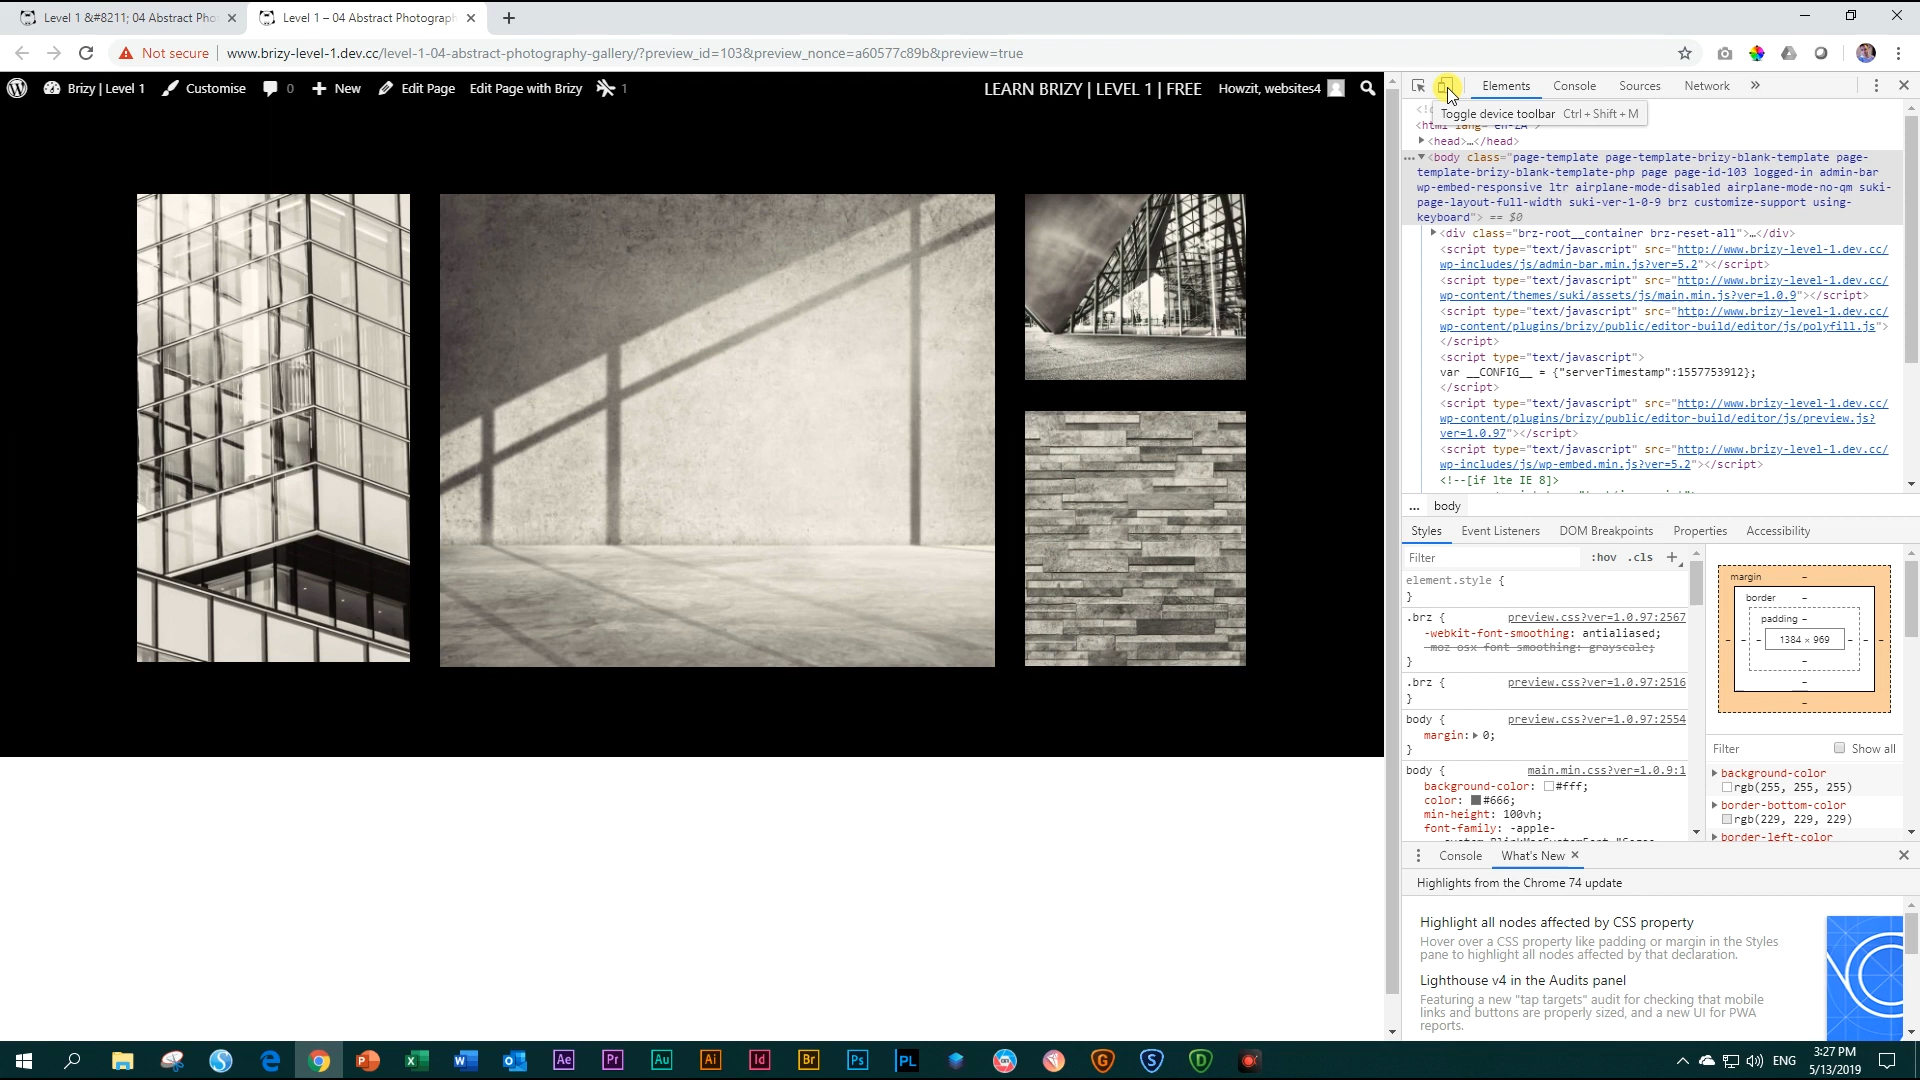 Level 1 &#8211; 04 Abstract Pho
Level 1 – 04 Abstract Photograph
Not secure
www.brizy-level-1.dev.cc/level-1-04-abstract-photography-gallery/?preview_id=103&preview_nonce=a60577c89b&preview=true
Brizy | Level 1
Customise
0
New
Edit Page
Edit Page with Brizy
1
LEARN BRIZY | LEVEL 1 | FREE
Howzit, websites4
Elements
Console
Sources
Network
Toggle device toolbar Ctrl + Shift + M
<head>…</head>
<body class="page-template page-template-brizy-blank-template page-
template-brizy-blank-template-php page page-id-103 logged-in admin-bar
wp-embed-responsive ltr airplane-mode-disabled airplane-mode-no-qm suki-
page-layout-full-width suki-ver-1-0-9 brz customize-support using-
keyboard"> == $0
<div class="brz-root__container brz-reset-all">…</div>
<script type="text/javascript" src="http://www.brizy-level-1.dev.cc/
wp-includes/js/admin-bar.min.js?ver=5.2"></script>
<script type="text/javascript" src="http://www.brizy-level-1.dev.cc/
wp-content/themes/suki/assets/js/main.min.js?ver=1.0.9"></script>
<script type="text/javascript" src="http://www.brizy-level-1.dev.cc/
wp-content/plugins/brizy/public/editor-build/editor/js/polyfill.js">
</script>
<script type="text/javascript">
var __CONFIG__ = {"serverTimestamp":1557753912};
</script>
<script type="text/javascript" src="http://www.brizy-level-1.dev.cc/
wp-content/plugins/brizy/public/editor-build/editor/js/preview.js?
ver=1.0.97"></script>
<script type="text/javascript" src="http://www.brizy-level-1.dev.cc/
wp-includes/js/wp-embed.min.js?ver=5.2"></script>
<!--[if lte IE 8]>
... body
Styles
Event Listeners
DOM Breakpoints
Properties
Accessibility
Filter
:hov .cls +
element.style {
}
.brz { preview.css?ver=1.0.97:2567
-webkit-font-smoothing: antialiased;
-moz-osx-font-smoothing: grayscale;
}
.brz { preview.css?ver=1.0.97:2516
}
body { preview.css?ver=1.0.97:2554
margin: 0;
}
body { main.min.css?ver=1.0.9:1
background-color: #fff;
color: #666;
min-height: 100vh;
font-family: -apple-
margin –
border –
padding –
1384 × 969
Filter
Show all
background-color
rgb(255, 255, 255)
border-bottom-color
rgb(229, 229, 229)
border-left-color
Console
What's New
Highlights from the Chrome 74 update
Highlight all nodes affected by CSS property
Hover over a CSS property like padding or margin in the Styles
pane to highlight all nodes affected by that declaration.
Lighthouse v4 in the Audits panel
Featuring a new "tap targets" audit for checking that mobile
links and buttons are properly sized, and a new UI for PWA
reports.
Ae
Pr
Au
Ai
Id
Br
Ps
PL
ENG
3:27 PM
5/13/2019